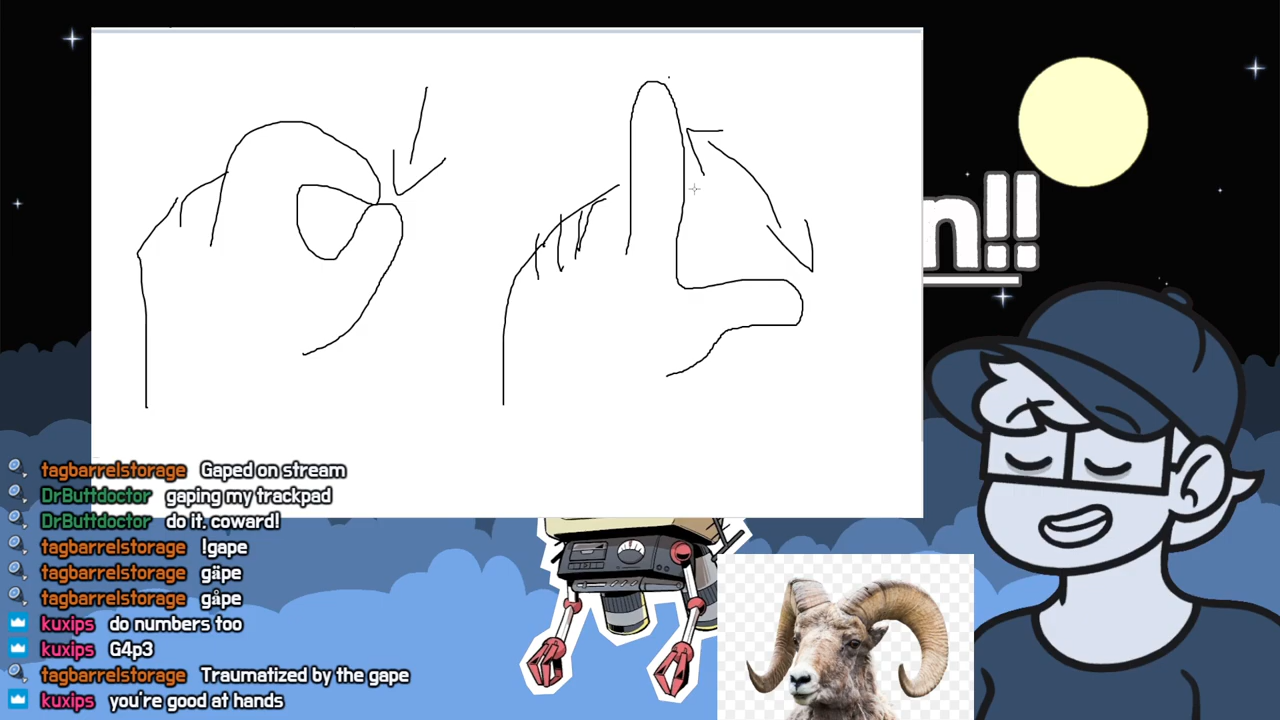 n!!
tagbarrelstorage Gaped on stream
DrButtdoctor gaping my trackpad
DrButtdoctor do it. coward!
tagbarrelstorage !gape
tagbarrelstorage gäpe
tagbarrelstorage gåpe
kuxips do numbers too
kuxips G4p3
tagbarrelstorage Traumatized by the gape
kuxips you're good at hands